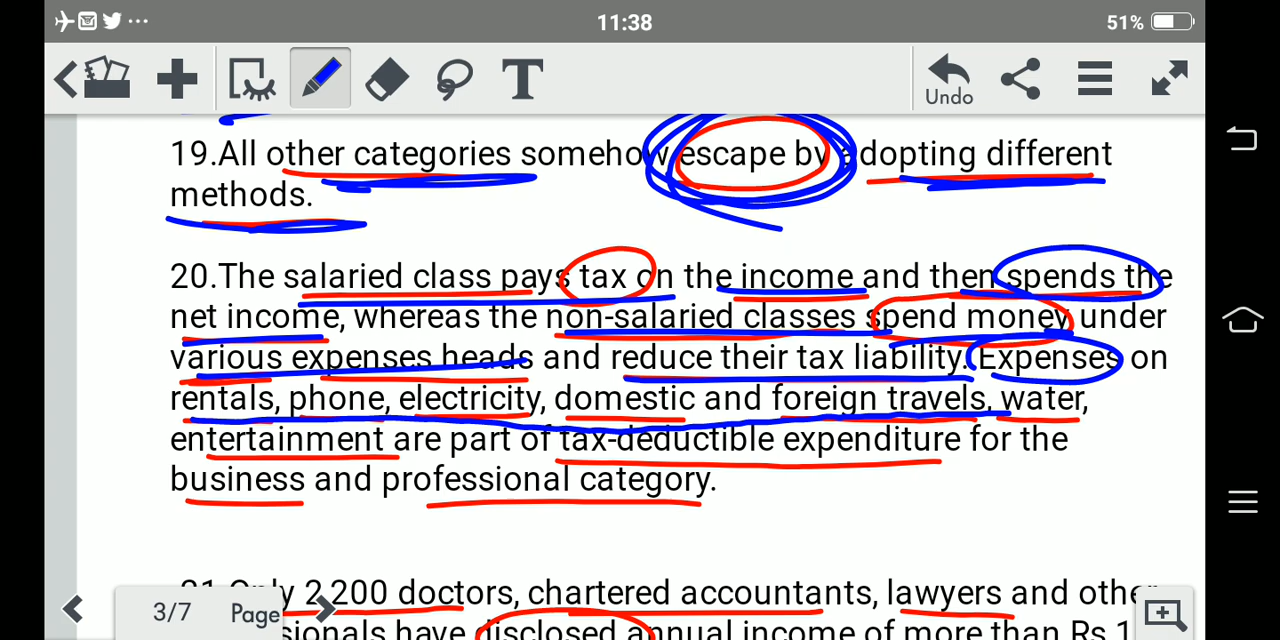 11:38
51%
Undo
19.All other categories somehow escape by adopting different
methods.
20.The salaried class pays tax on the income and then spends the
net income, whereas the non-salaried classes spend money under
various expenses heads and reduce their tax liability. Expenses on
rentals, phone, electricity, domestic and foreign travels, water,
entertainment are part of tax-deductible expenditure for the
business and professional category.
21.Only 2,200 doctors, chartered accountants, lawyers and other
have disclosed annual income of more than Rs 1
3/7 Page
T